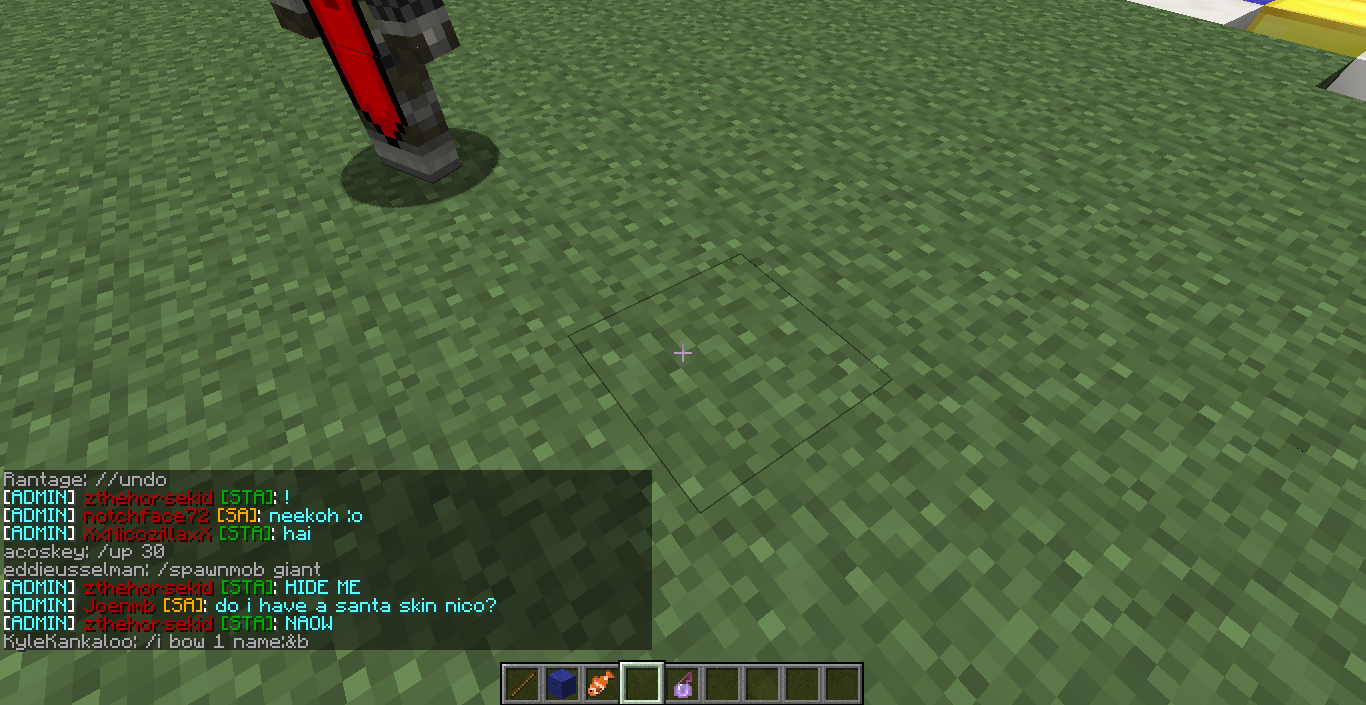 Rantage: //undo
[ADMIN] zthehorsekid [STA]: !
[ADMIN] notchface72 [SA]: neekoh :o
[ADMIN] XxNicozillaxX [STA]: hai
acoskey: /up 30
eddieusselman: /spawnmob giant
[ADMIN] zthehorsekid [STA]: HIDE ME
[ADMIN] Joenmb [SA]: do i have a santa skin nico?
[ADMIN] zthehorsekid [STA]: NAOW
KyleKankaloo: /i bow 1 name:&b